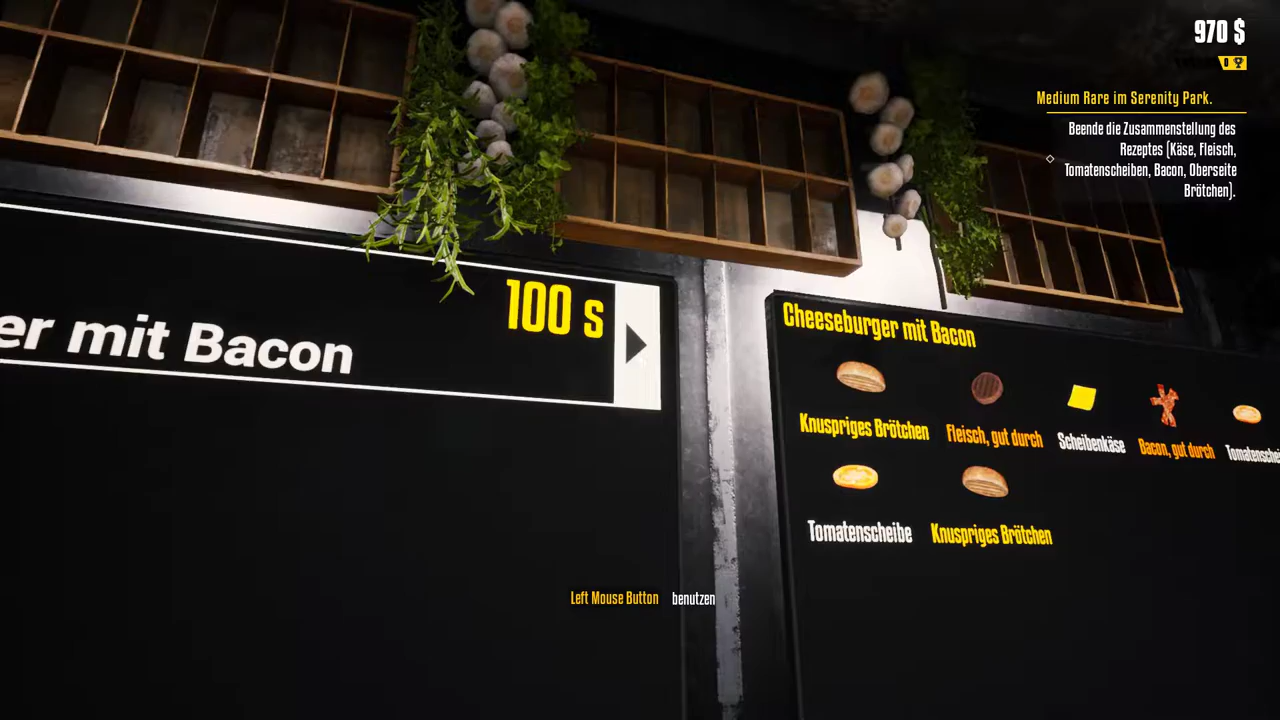 970 $
0
Medium Rare im Serenity Park.
Beende die Zusammenstellung des
Rezeptes (Käse, Fleisch,
Tomatenscheiben, Bacon, Oberseite
Brötchen).
100 s
er mit Bacon
Cheeseburger mit Bacon
Knuspriges Brötchen
Fleisch, gut durch
Scheibenkäse
Bacon, gut durch
Tomatenschei
Tomatenscheibe
Knuspriges Brötchen
Left Mouse Button benutzen